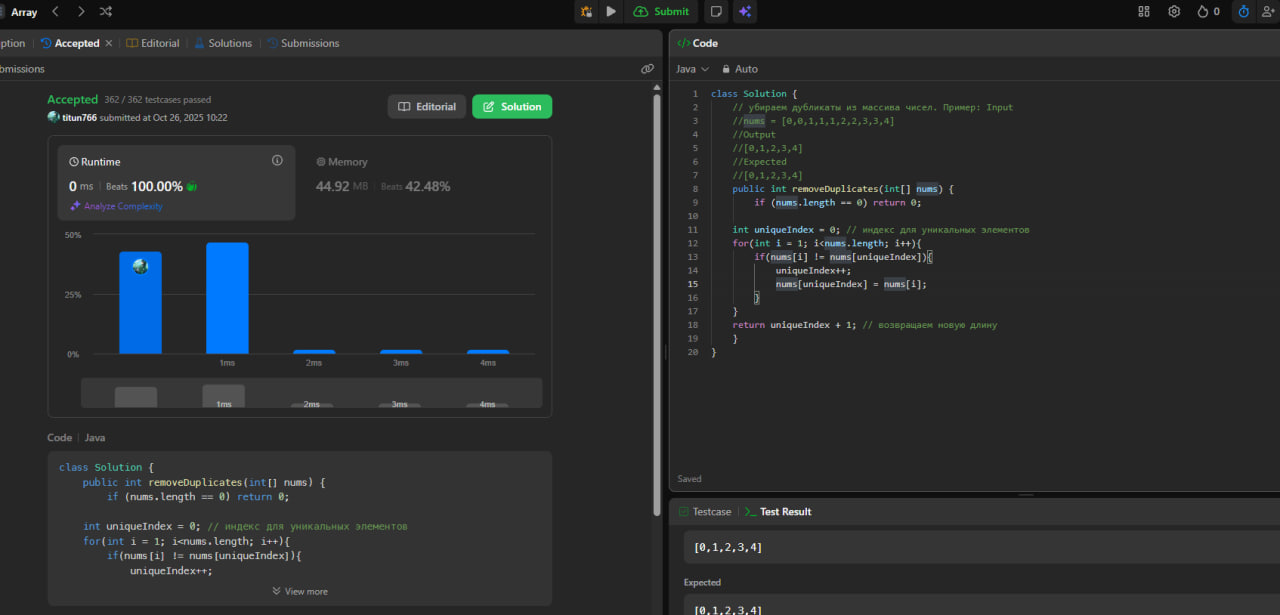 Array
Submit
0
ption
Accepted
Editorial
Solutions
Submissions
bmissions
Accepted 362 / 362 testcases passed
titun766 submitted at Oct 26, 2025 10:22
Editorial
Solution
Runtime
0 ms | Beats 100.00%
Analyze Complexity
Memory
44.92 MB | Beats 42.48%
50%
25%
0%
1ms
2ms
3ms
4ms
1ms
2ms
3ms
4ms
Code | Java
class Solution {
    public int removeDuplicates(int[] nums) {
        if (nums.length == 0) return 0;
    int uniqueIndex = 0; // индекс для уникальных элементов
    for(int i = 1; i<nums.length; i++){
        if(nums[i] != nums[uniqueIndex]){
            uniqueIndex++;
View more
</> Code
Java
Auto
1 class Solution {
2     // убираем дубликаты из массива чисел. Пример: Input
3     //nums = [0,0,1,1,1,2,2,3,3,4]
4     //Output
5     //[0,1,2,3,4]
6     //Expected
7     //[0,1,2,3,4]
8     public int removeDuplicates(int[] nums) {
9         if (nums.length == 0) return 0;
10
11     int uniqueIndex = 0; // индекс для уникальных элементов
12     for(int i = 1; i<nums.length; i++){
13         if(nums[i] != nums[uniqueIndex]){
14             uniqueIndex++;
15             nums[uniqueIndex] = nums[i];
16         }
17     }
18     return uniqueIndex + 1; // возвращаем новую длину
19     }
20 }
Saved
Testcase
>_ Test Result
[0,1,2,3,4]
Expected
[0,1,2,3,4]